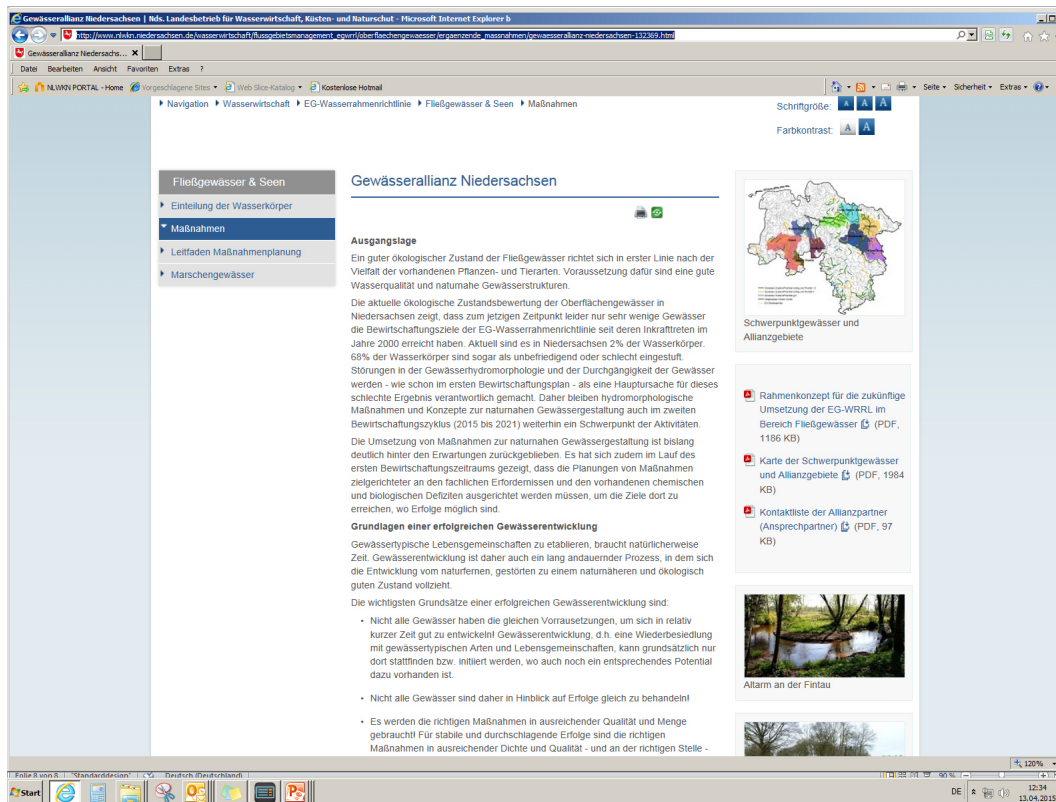 Gewässerallianz Niedersachsen | Nds. Landesbetrieb für Wasserwirtschaft, Küsten- und Naturschut - Microsoft Internet Explorer b
http://www.nlwkn.niedersachsen.de/wasserwirtschaft/flussgebietsmanagement_egwrrl/oberflaechengewaesser/ergaenzende_massnahmen/gewaesserallianz-niedersachsen-132369.html
Gewässerallianz Niedersachs...
Datei Bearbeiten Ansicht Favoriten Extras ?
NLWKN PORTAL - Home Vorgeschlagene Sites Web Slice-Katalog Kostenlose Hotmail Seite Sicherheit Extras
Navigation Wasserwirtschaft EG-Wasserrahmenrichtlinie Fließgewässer & Seen Maßnahmen
Schriftgröße: A A A
Farbkontrast: A A
Fließgewässer & Seen
Einteilung der Wasserkörper
Maßnahmen
Leitfaden Maßnahmenplanung
Marschengewässer
Gewässerallianz Niedersachsen
Ausgangslage
Ein guter ökologischer Zustand der Fließgewässer richtet sich in erster Linie nach der
Vielfalt der vorhandenen Pflanzen- und Tierarten. Voraussetzung dafür sind eine gute
Wasserqualität und naturnahe Gewässerstrukturen.
Die aktuelle ökologische Zustandsbewertung der Oberflächengewässer in
Niedersachsen zeigt, dass zum jetzigen Zeitpunkt leider nur sehr wenige Gewässer
die Bewirtschaftungsziele der EG-Wasserrahmenrichtlinie seit deren Inkrafttreten im
Jahre 2000 erreicht haben. Aktuell sind es in Niedersachsen 2% der Wasserkörper.
68% der Wasserkörper sind sogar als unbefriedigend oder schlecht eingestuft.
Störungen in der Gewässerhydromorphologie und der Durchgängigkeit der Gewässer
werden - wie schon im ersten Bewirtschaftungsplan - als eine Hauptursache für dieses
schlechte Ergebnis verantwortlich gemacht. Daher bleiben hydromorphologische
Maßnahmen und Konzepte zur naturnahen Gewässergestaltung auch im zweiten
Bewirtschaftungszyklus (2015 bis 2021) weiterhin ein Schwerpunkt der Aktivitäten.
Die Umsetzung von Maßnahmen zur naturnahen Gewässergestaltung ist bislang
deutlich hinter den Erwartungen zurückgeblieben. Es hat sich zudem im Lauf des
ersten Bewirtschaftungszeitraums gezeigt, dass die Planungen von Maßnahmen
zielgerichteter an den fachlichen Erfordernissen und den vorhandenen chemischen
und biologischen Defiziten ausgerichtet werden müssen, um die Ziele dort zu
erreichen, wo Erfolge möglich sind.
Grundlagen einer erfolgreichen Gewässerentwicklung
Gewässertypische Lebensgemeinschaften zu etablieren, braucht natürlicherweise
Zeit. Gewässerentwicklung ist daher auch ein lang andauernder Prozess, in dem sich
die Entwicklung vom naturfernen, gestörten zu einem naturnäheren und ökologisch
guten Zustand vollzieht.
Die wichtigsten Grundsätze einer erfolgreichen Gewässerentwicklung sind:
• Nicht alle Gewässer haben die gleichen Vorrausetzungen, um sich in relativ
kurzer Zeit gut zu entwickeln! Gewässerentwicklung, d.h. eine Wiederbesiedlung
mit gewässertypischen Arten und Lebensgemeinschaften, kann grundsätzlich nur
dort stattfinden bzw. initiiert werden, wo auch noch ein entsprechendes Potential
dazu vorhanden ist.
• Nicht alle Gewässer sind daher in Hinblick auf Erfolge gleich zu behandeln!
• Es werden die richtigen Maßnahmen in ausreichender Qualität und Menge
gebraucht! Für stabile und durchschlagende Erfolge sind die richtigen
Maßnahmen in ausreichender Dichte und Qualität - und an der richtigen Stelle -
Schwerpunktgewässer und
Allianzgebiete
Rahmenkonzept für die zukünftige
Umsetzung der EG-WRRL im
Bereich Fließgewässer (PDF,
1186 KB)
Karte der Schwerpunktgewässer
und Allianzgebiete (PDF, 1984
KB)
Kontaktliste der Allianzpartner
(Ansprechpartner) (PDF, 97
KB)
Altarm an der Fintau
120%
Folie 8 von 8 "Standarddesign" Deutsch (Deutschland) 90 %
Start DE 12:34
13.04.2015